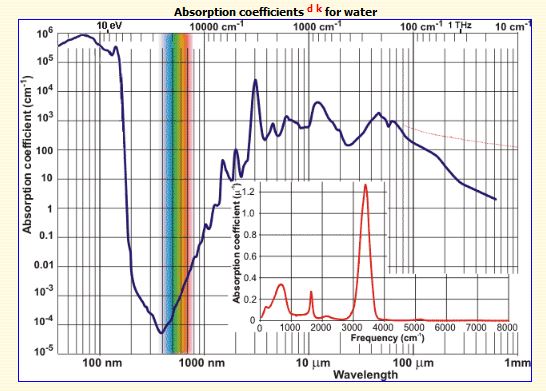 Absorption coefficients d k for water
10 eV 10000 cm-1 1000 cm-1 100 cm-1 1 THz 10 cm-1
Absorption coefficient (cm-1)
10^6
10^5
10^4
10^3
100
10
1
0.1
0.01
10^-3
10^-4
10^-5
100 nm 1000 nm 10 µm 100 µm 1mm
Wavelength
Absorption coefficient (µ-1)
1.2
1.0
0.8
0.6
0.4
0.2
0
0 1000 2000 3000 4000 5000 6000 7000 8000
Frequency (cm-1)